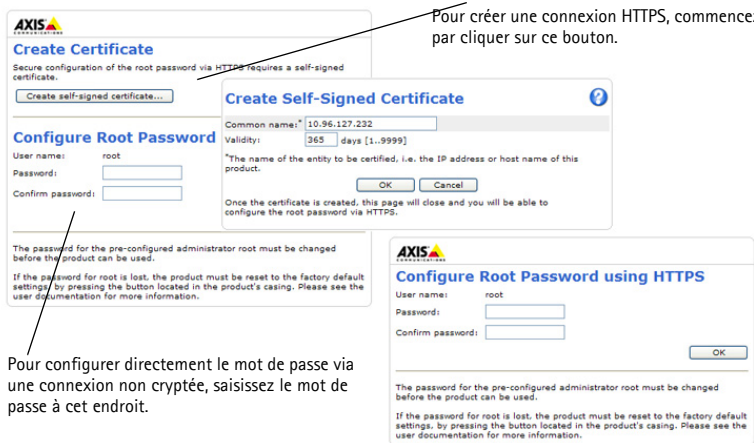 Pour créer une connexion HTTPS, commencez
par cliquer sur ce bouton.
AXIS
COMMUNICATIONS
Create Certificate
Secure configuration of the root password via HTTPS requires a self-signed
certificate.
Create self-signed certificate...
Configure Root Password
User name: root
Password:
Confirm password:
The password for the pre-configured administrator root must be changed
before the product can be used.
If the password for root is lost, the product must be reset to the factory default
settings, by pressing the button located in the product's casing. Please see the
user documentation for more information.
Create Self-Signed Certificate
?
Common name:* 10.96.127.232
Validity: 365 days [1..9999]
*The name of the entity to be certified, i.e. the IP address or host name of this
product.
OK Cancel
Once the certificate is created, this page will close and you will be able to
configure the root password via HTTPS.
AXIS
COMMUNICATIONS
Configure Root Password using HTTPS
User name: root
Password:
Confirm password:
OK
The password for the pre-configured administrator root must be changed
before the product can be used.
If the password for root is lost, the product must be reset to the factory default
settings, by pressing the button located in the product's casing. Please see the
user documentation for more information.
Pour configurer directement le mot de passe via
une connexion non cryptée, saisissez le mot de
passe à cet endroit.